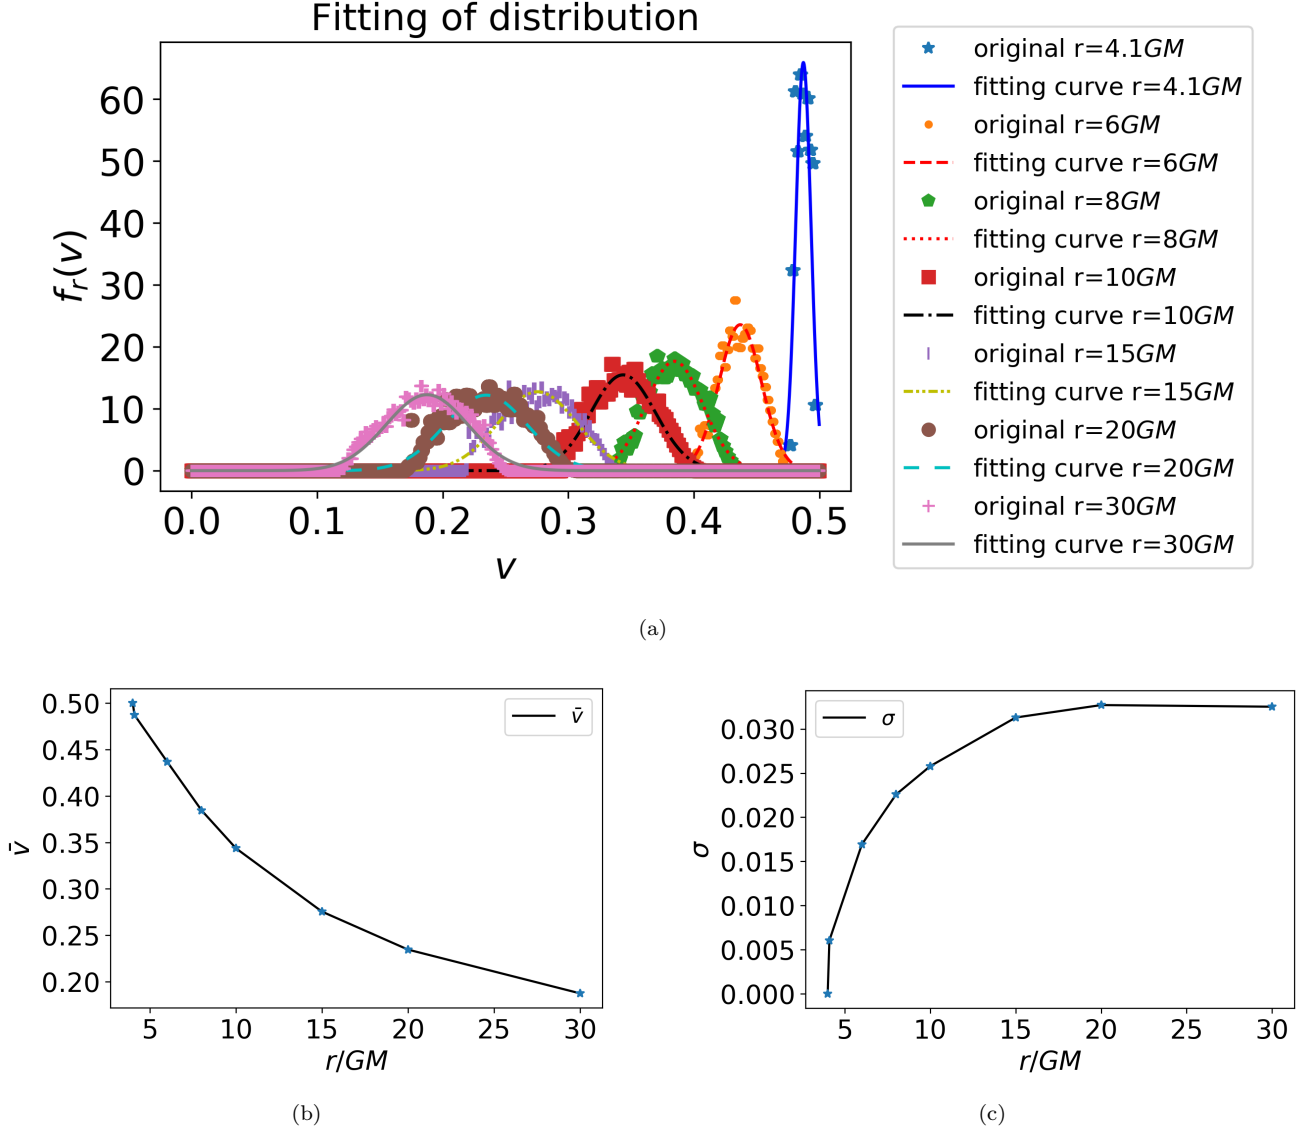 Fitting of distribution
60
50
40
30
20
10
0
f_r(v)
0.0 0.1 0.2 0.3 0.4 0.5
v
original r=4.1GM
fitting curve r=4.1GM
original r=6GM
fitting curve r=6GM
original r=8GM
fitting curve r=8GM
original r=10GM
fitting curve r=10GM
original r=15GM
fitting curve r=15GM
original r=20GM
fitting curve r=20GM
original r=30GM
fitting curve r=30GM
(a)
0.50
0.45
0.40
0.35
0.30
0.25
0.20
v̄
v̄
5 10 15 20 25 30
r/GM
(b)
σ
0.030
0.025
0.020
0.015
0.010
0.005
0.000
σ
5 10 15 20 25 30
r/GM
(c)